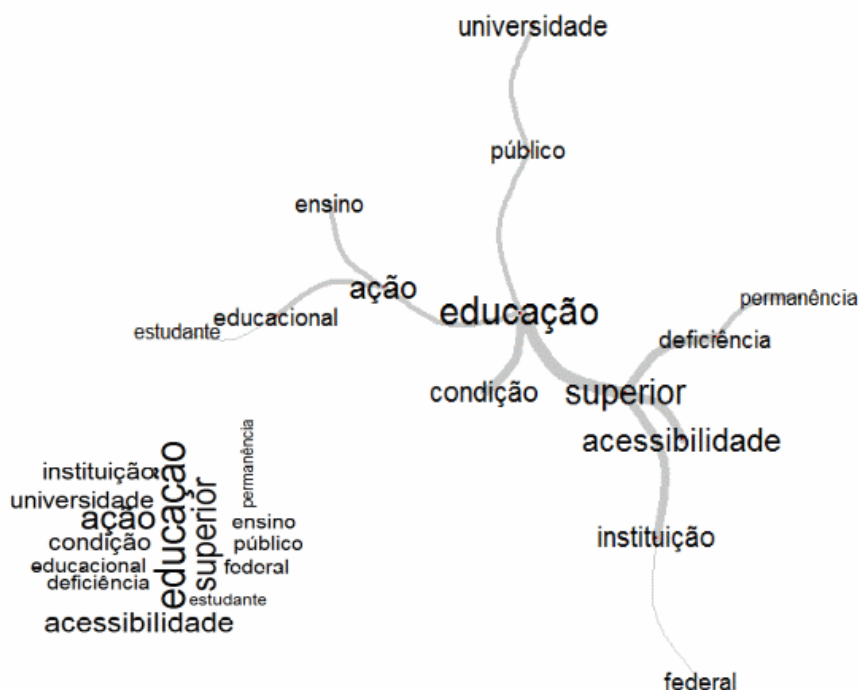 universidade
público
ensino
ação
educacional
estudante
educação
permanência
deficiência
condição
superior
acessibilidade
instituição
federal
instituição
universidade
ação
condição
educacional
deficiência
acessibilidade
educação
superior
permanência
ensino
público
federal
estudante